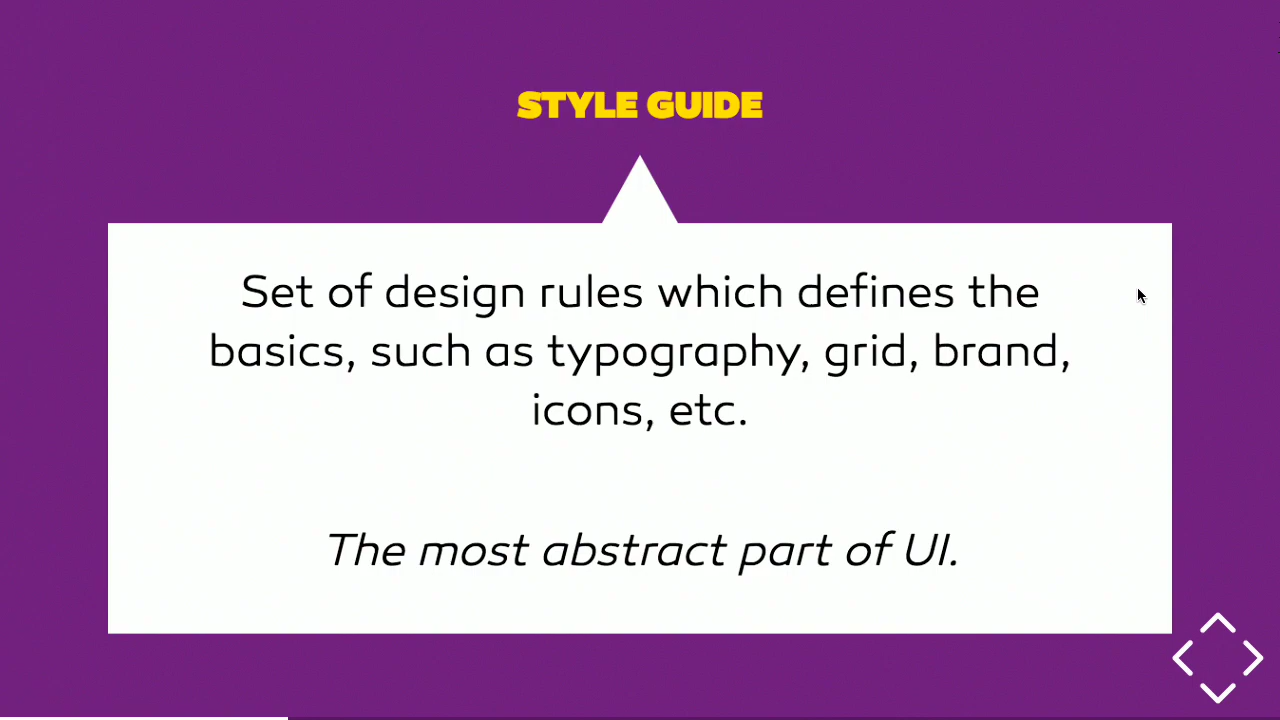 STYLE GUIDE
Set of design rules which defines the
basics, such as typography, grid, brand,
icons, etc.
The most abstract part of UI.